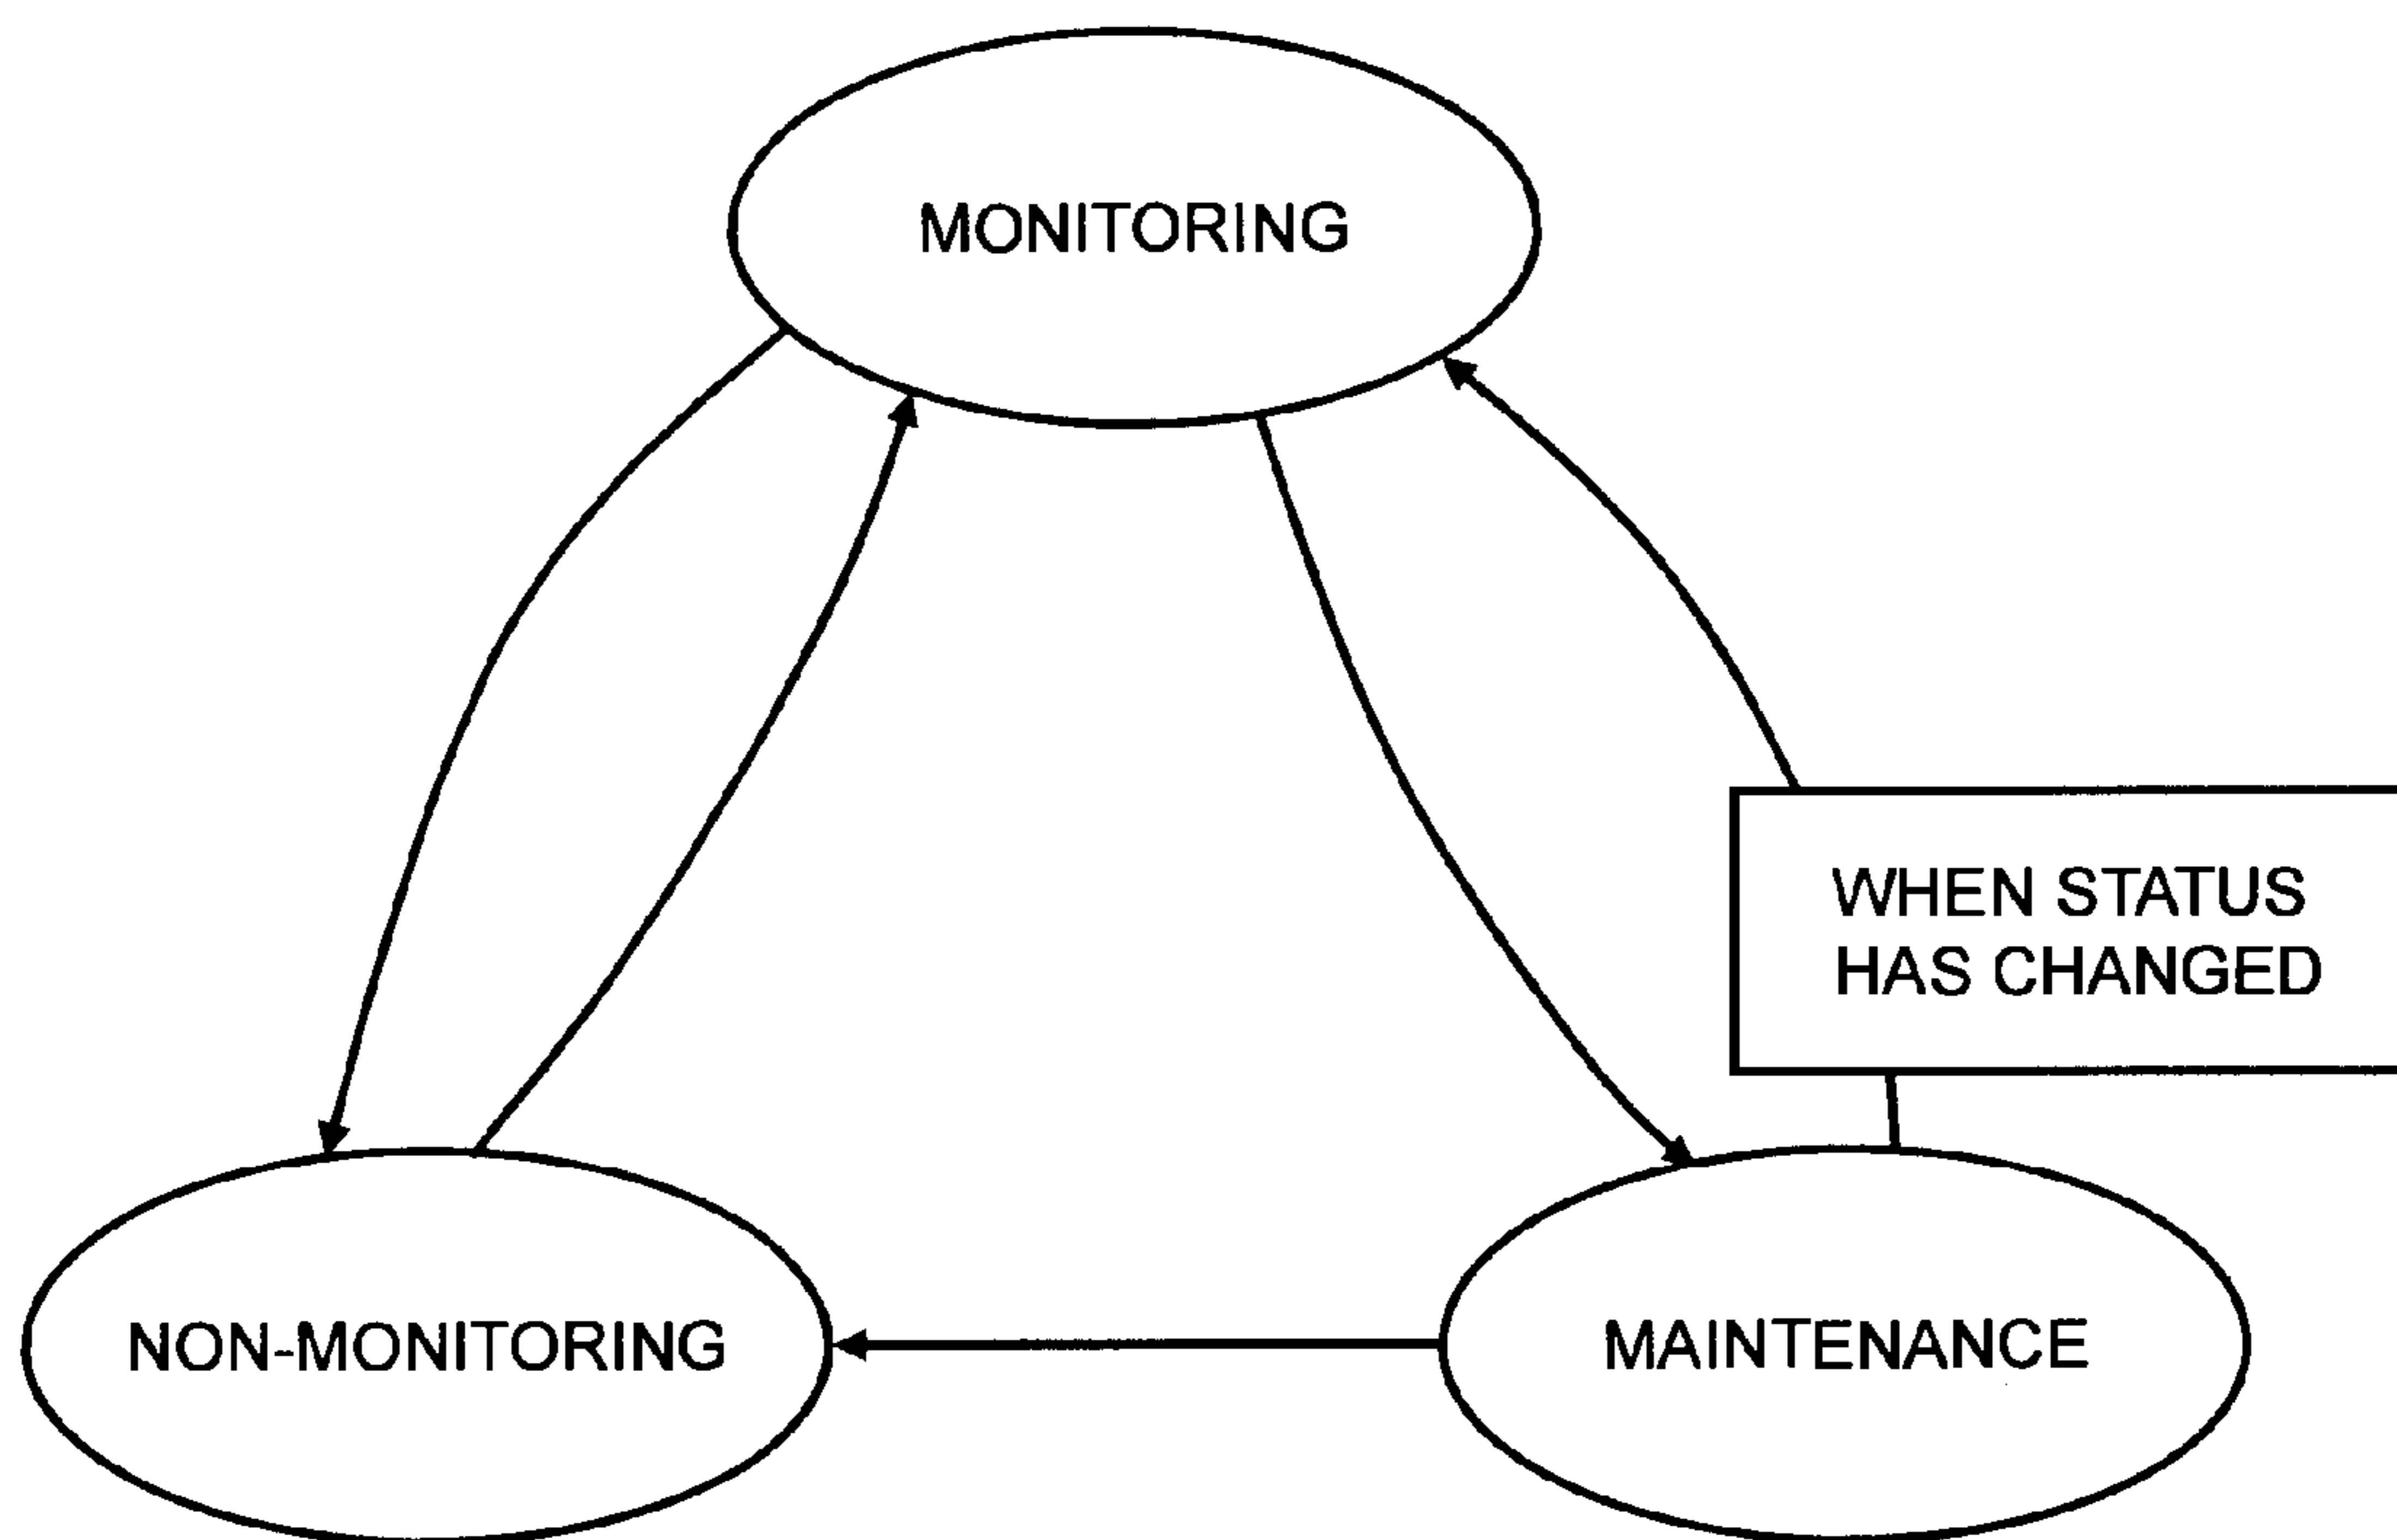 MONITORING
WHEN STATUS
HAS CHANGED
NON-MONITORING
MAINTENANCE